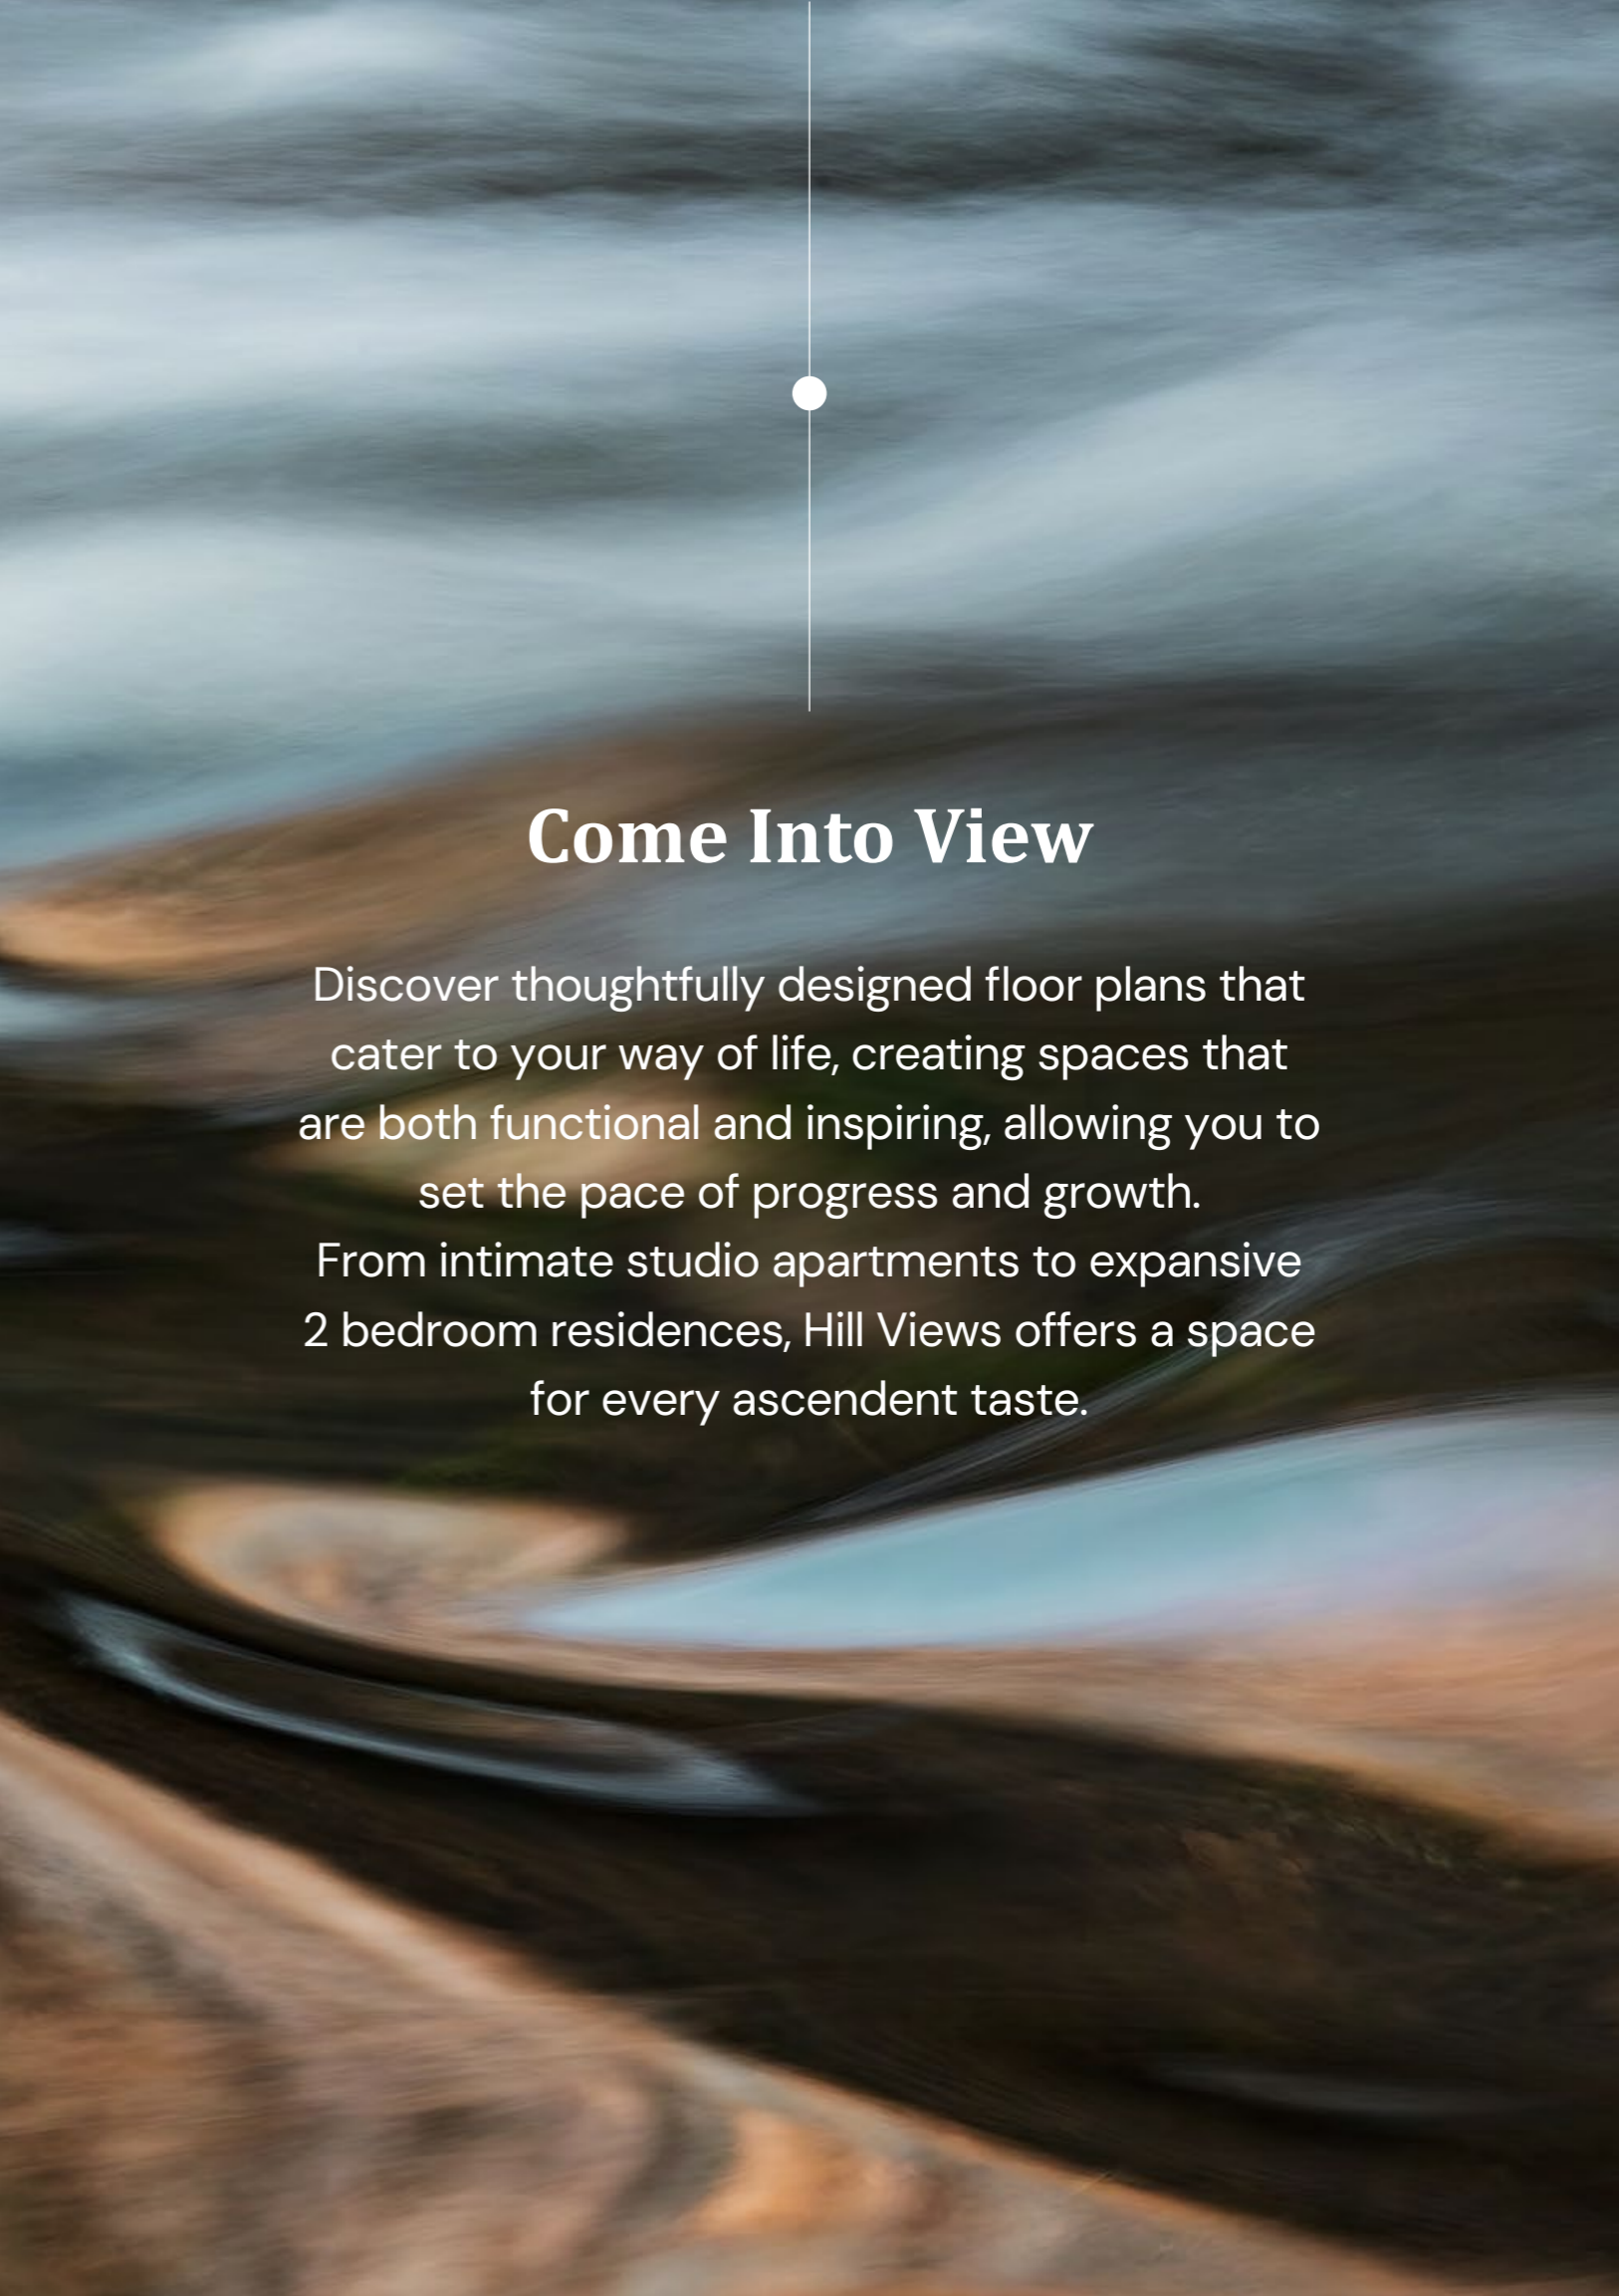 Come Into View
Discover thoughtfully designed floor plans that
cater to your way of life, creating spaces that
are both functional and inspiring, allowing you to
set the pace of progress and growth.
From intimate studio apartments to expansive
2 bedroom residences, Hill Views offers a space
for every ascendent taste.